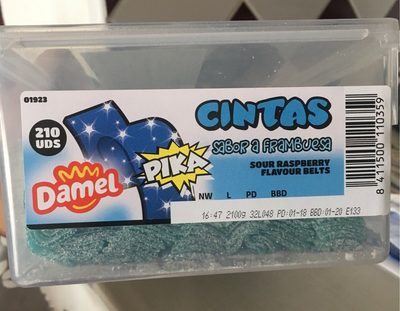 01923
210
UDS
Damel
PIKA
CINTAS
SABOR A FRAMBUESA
SOUR RASPBERRY
FLAVOUR BELTS
NW L PD BBD
16:47 2100g 32L048 PD:01-18 BBD:01-20 E133
8 411500 110359